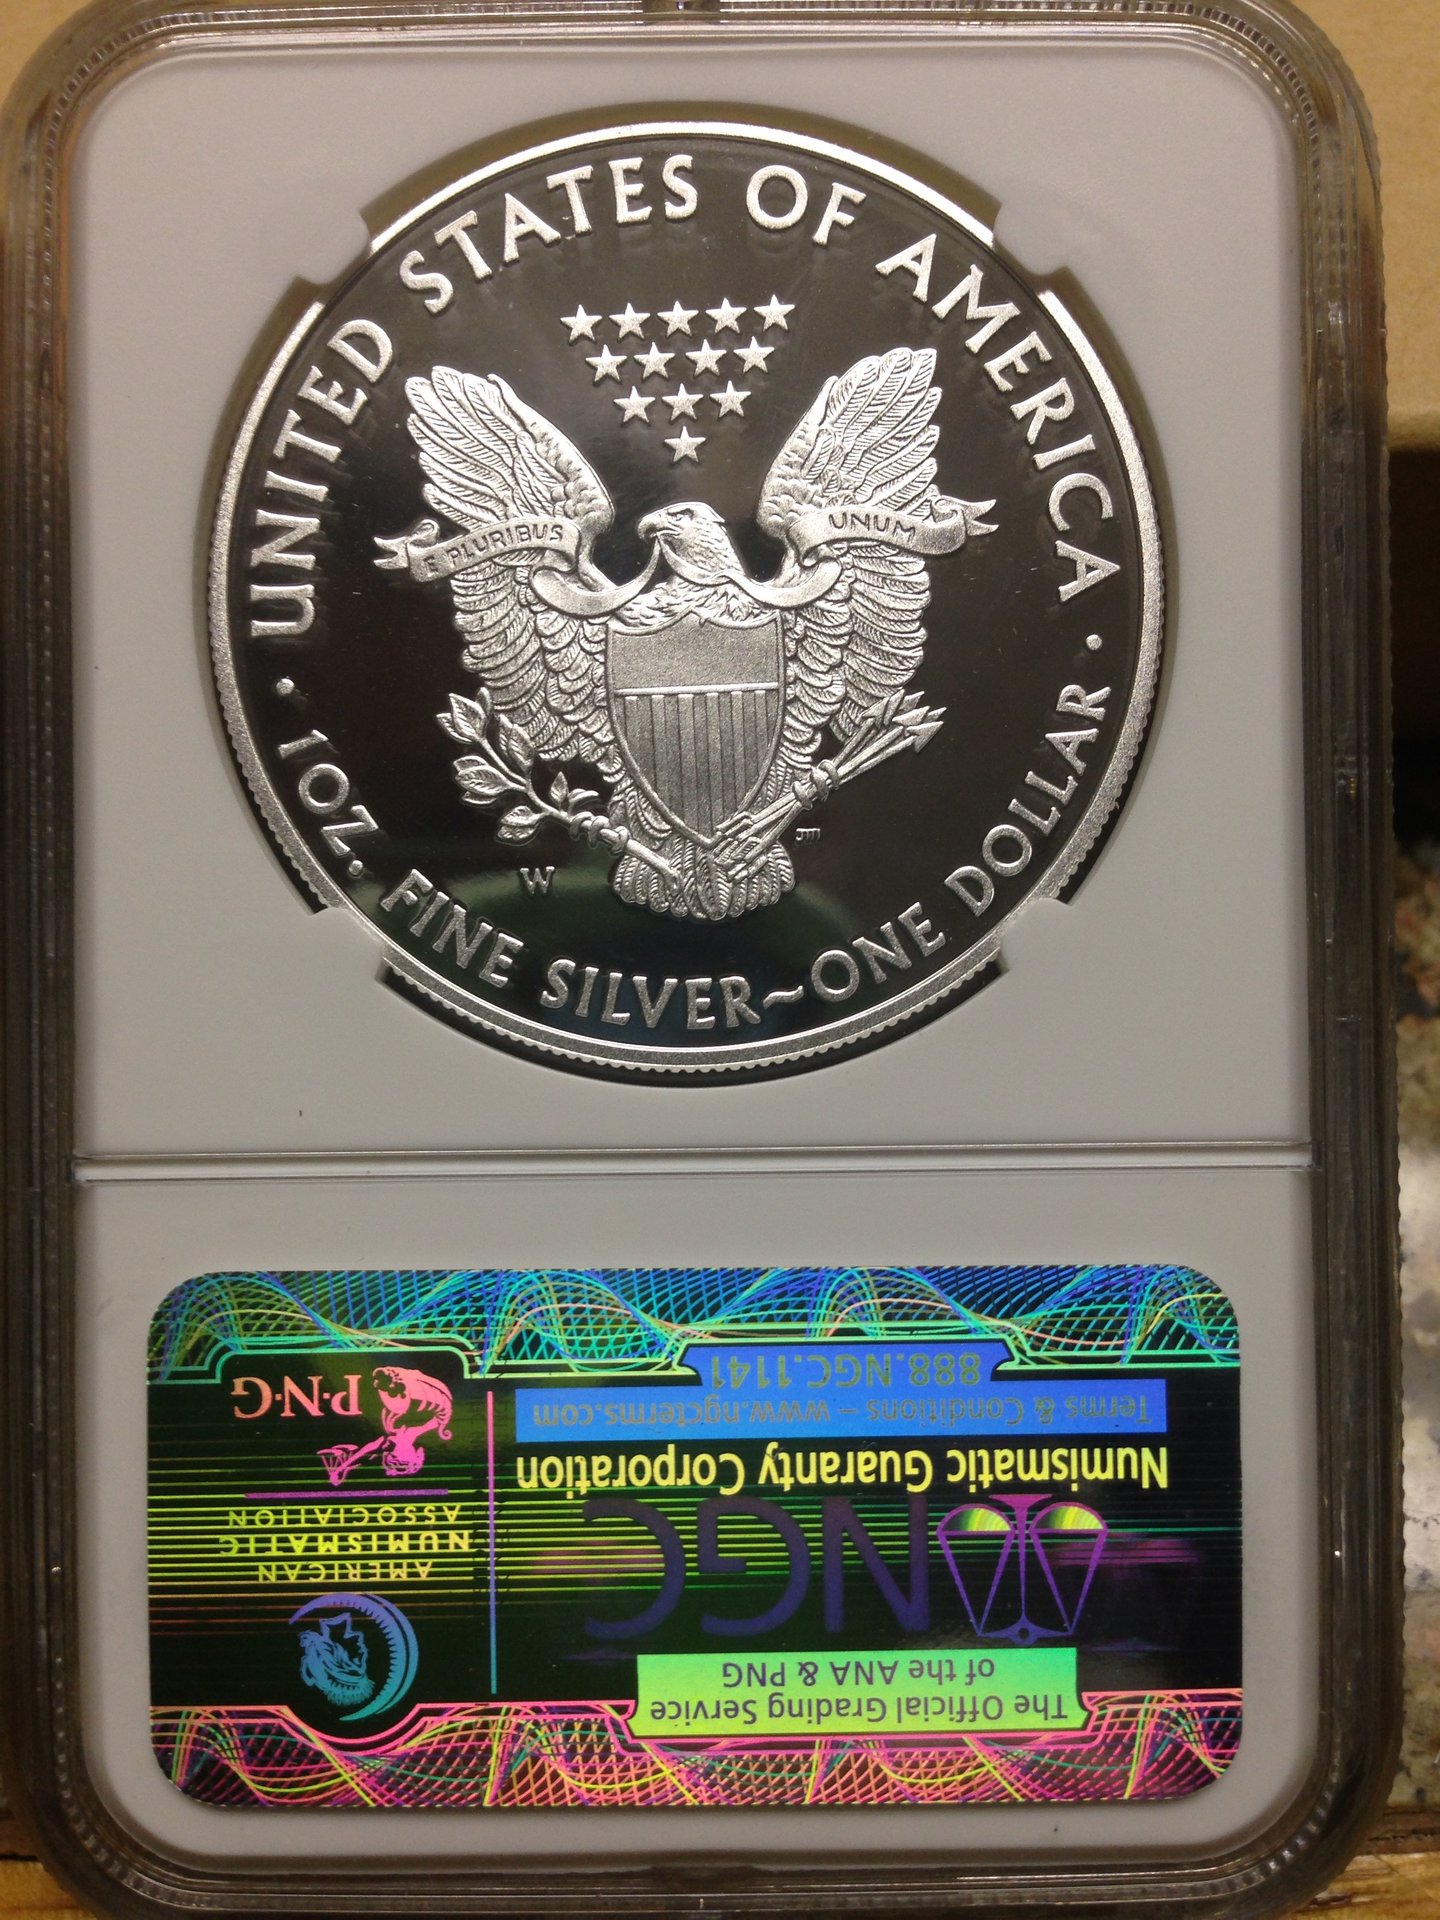 UNITED STATES OF AMERICA
E PLURIBUS
UNUM
W
JM
· 1 OZ. FINE SILVER~ONE DOLLAR ·
The Official Grading Service
of the ANA & PNG
NGC
Numismatic Guaranty Corporation
Terms & Conditions – www.ngcterms.com
888.NGC.1141
AMERICAN
NUMISMATIC
ASSOCIATION
P·N·G